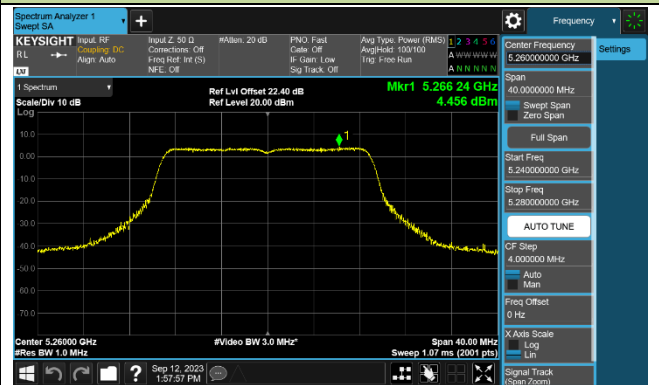 Spectrum Analyzer 1
Swept SA
+
Frequency
KEYSIGHT
RL
LXI
Input: RF
Coupling: DC
Align: Auto
Input Z: 50 Ω
Corrections: Off
Freq Ref: Int (S)
NFE: Off
#Atten: 20 dB
PNO: Fast
Gate: Off
IF Gain: Low
Sig Track: Off
Avg Type: Power (RMS)
Avg|Hold: 100/100
Trig: Free Run
1 2 3 4 5 6
A W W W W W
A N N N N N
1 Spectrum
Scale/Div 10 dB
Ref Lvl Offset 22.40 dB
Ref Level 20.00 dBm
Mkr1 5.266 24 GHz
4.456 dBm
Log
10.0
0.00
-10.0
-20.0
-30.0
-40.0
-50.0
-60.0
-70.0
1
Center 5.26000 GHz
#Res BW 1.0 MHz
#Video BW 3.0 MHz*
Span 40.00 MHz
Sweep 1.07 ms (2001 pts)
Center Frequency
5.260000000 GHz
Settings
Span
40.0000000 MHz
Swept Span
Zero Span
Full Span
Start Freq
5.240000000 GHz
Stop Freq
5.280000000 GHz
AUTO TUNE
CF Step
4.000000 MHz
Auto
Man
Freq Offset
0 Hz
X Axis Scale
Log
Lin
Signal Track
(Span Zoom)
?
Sep 12, 2023
1:57:57 PM